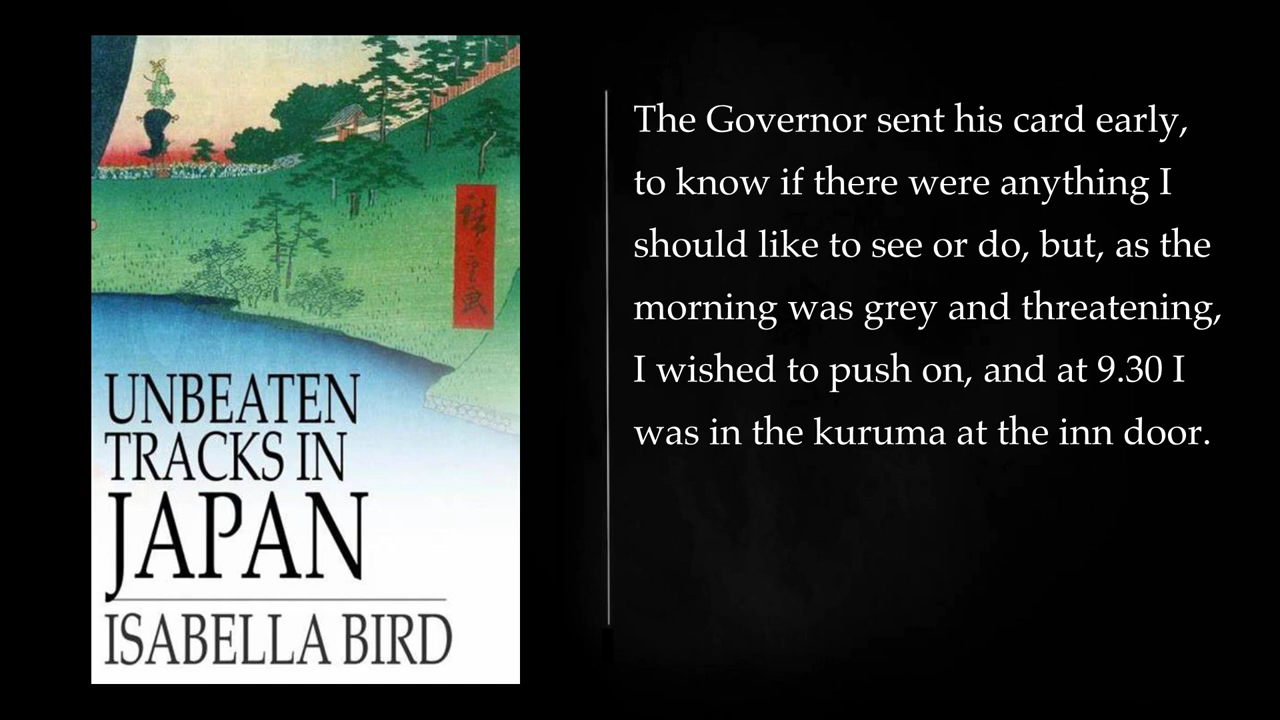 UNBEATEN
TRACKS IN
JAPAN
ISABELLA BIRD
The Governor sent his card early,
to know if there were anything I
should like to see or do, but, as the
morning was grey and threatening,
I wished to push on, and at 9.30 I
was in the kuruma at the inn door.